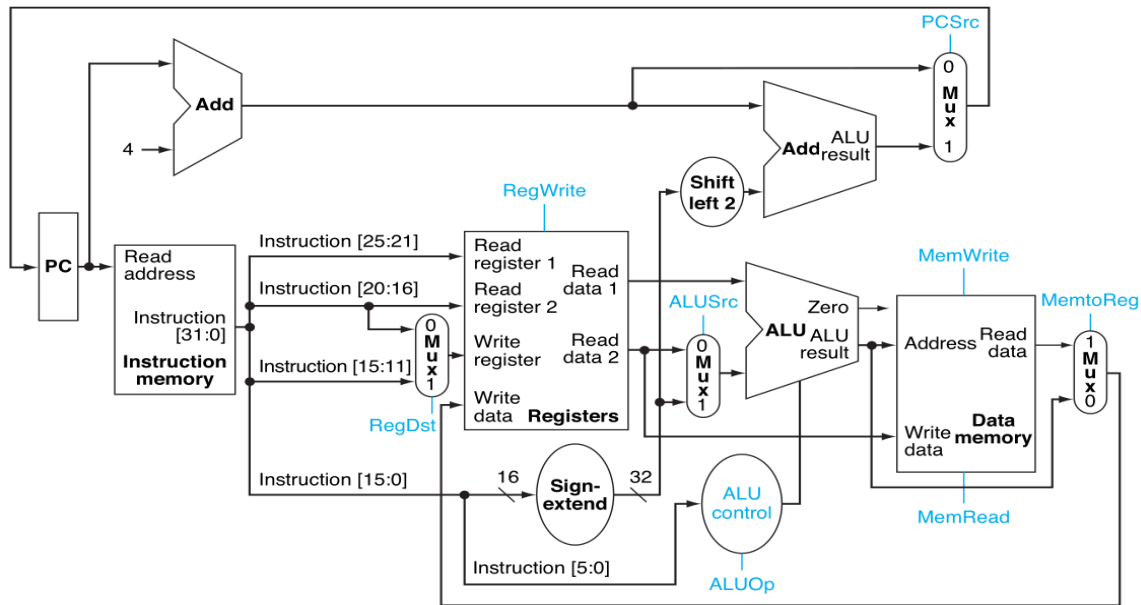 PCSrc
0
Mux
1
Add
4
Add
ALU
result
Shift
left 2
RegWrite
PC
Read
address
Instruction
[31:0]
Instruction
memory
Instruction [25:21]
Instruction [20:16]
Instruction [15:11]
Instruction [15:0]
Instruction [5:0]
0
Mux
1
RegDst
Read
register 1
Read
register 2
Write
register
Write
data
Read
data 1
Read
data 2
Registers
ALUSrc
0
Mux
1
Zero
ALU
ALU
result
MemWrite
Address
Read
data
Write
data
Data
memory
MemRead
MemtoReg
1
Mux
0
16
Sign-
extend
32
ALU
control
ALUOp